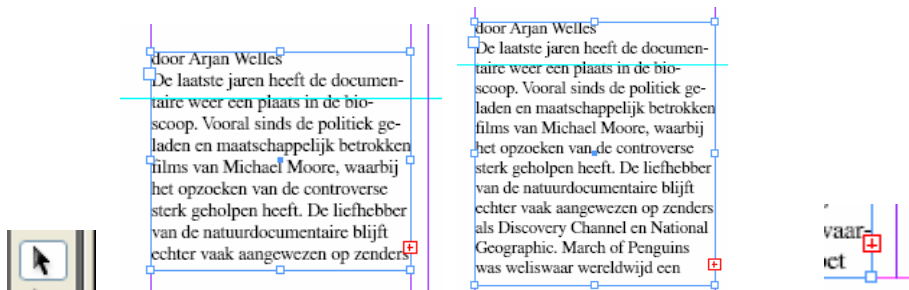 door Arjan Welles
De laatste jaren heeft de documen-
taire weer een plaats in de bio-
scoop. Vooral sinds de politiek ge-
laden en maatschappelijk betrokken
films van Michael Moore, waarbij
het opzoeken van de controverse
sterk geholpen heeft. De liefhebber
van de natuurdocumentaire blijft
echter vaak aangewezen op zenders
door Arjan Welles
De laatste jaren heeft de documen-
taire weer een plaats in de bio-
scoop. Vooral sinds de politiek ge-
laden en maatschappelijk betrokken
films van Michael Moore, waarbij
het opzoeken van de controverse
sterk geholpen heeft. De liefhebber
van de natuurdocumentaire blijft
echter vaak aangewezen op zenders
als Discovery Channel en National
Geographic. March of Penguins
was weliswaar wereldwijd een
vaar-